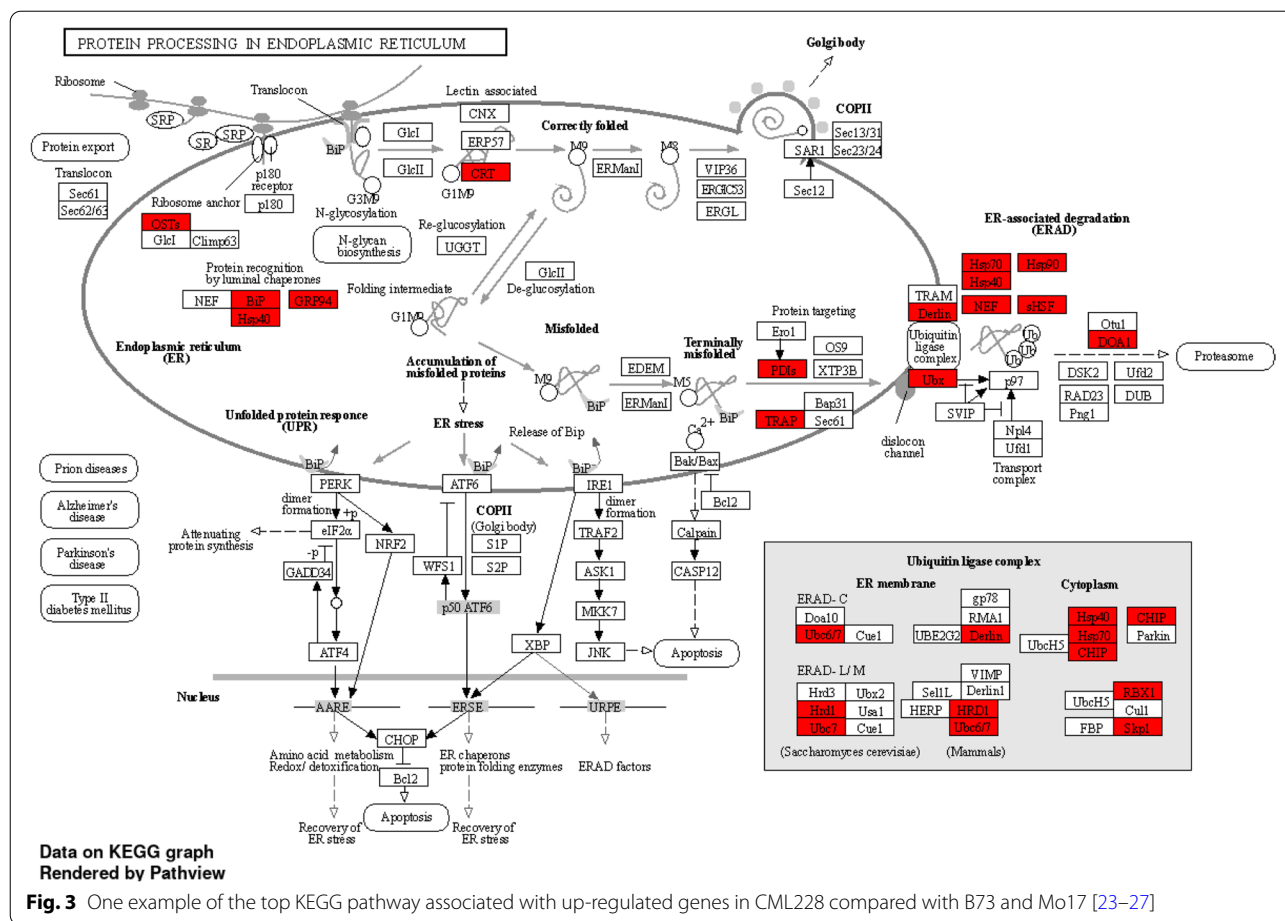 PROTEIN PROCESSING IN ENDOPLASMIC RETICULUM
Golgi body
Ribosome
Translocon
Lectin associated
COPII
CNX
SRP
SR
SRP
GlcI
Correctly folded
Sec13/31
BiP
ERP57
M9
M8
SAR1
Sec23/24
Protein export
GlcII
CRT
ERManI
VIP36
p180
receptor
G1M9
ERGIC53
Sec12
Translocon
Sec61
Sec62/63
G3M9
Ribosome anchor
p180
N-glycosylation
ERGL
OSTs
Re-glucosylation
ER-associated degradation
(ERAD)
GlcI
Climp63
N-glycan
biosynthesis
UGGT
Protein recognition
by luminal chaperones
GlcII
De-glucosylation
Hsp70
Hsp90
Hsp40
NEF
BiP
GRP94
Folding intermediate
TRAM
NEF
sHSF
Hsp40
G1M9
Protein targeting
Derlin
Misfolded
Ero1
Otu1
Endoplasmic reticulum
(ER)
Terminally
misfolded
OS9
Ubiquitin
ligase
complex
Ub
Ub
Ub
DOA1
Accumulation of
misfolded proteins
EDEM
PDIs
XTP3B
Proteasome
M9
M5
Ubx
p97
DSK2
Ufd2
BiP
ERManI
BiP
Bap31
RAD23
DUB
Unfolded protein responce
(UPR)
TRAP
Sec61
SVIP
Png1
ER stress
Release of Bip
Ca2+
dislocon
channel
Npl4
Ufd1
Transport
complex
Prion diseases
BiP
BiP
BiP
Bak/Bax
PERK
ATF6
IRE1
Bcl2
Alzheimer's
disease
dimer
formation
COPII
(Golgi body)
dimer
formation
+p
Attenuating
protein synthesis
eIF2α
TRAF2
Calpain
Parkinson's
disease
-p
NRF2
S1P
Ubiquitin ligase complex
GADD34
WFS1
S2P
ASK1
CASP12
ER membrane
Cytoplasm
Type II
diabetes mellitus
p50 ATF6
MKK7
ERAD- C
gp78
Doa10
RMA1
Hsp40
CHIP
Ubc6/7
Cue1
UBE2G2
Derlin
UbcH5
Hsp70
Parkin
ATF4
XBP
JNK
Apoptosis
CHIP
ERAD- L/ M
VIMP
Nucleus
Hrd3
Ubx2
Sel1L
Derlin1
RBX1
AARE
ERSE
URPE
Hrd1
Usa1
HERP
HRD1
UbcH5
Cul1
Ubc7
Cue1
Ubc6/7
FBP
Skp1
CHOP
(Saccharomyces cerevisiae)
(Mammals)
Amino acid metabolism
Redox/ detoxification
ER chaperons
protein folding enzymes
ERAD factors
Bcl2
Apoptosis
Recovery of
ER stress
Recovery of
ER stress
Data on KEGG graph
Rendered by Pathview
Fig. 3 One example of the top KEGG pathway associated with up-regulated genes in CML228 compared with B73 and Mo17 [23–27]